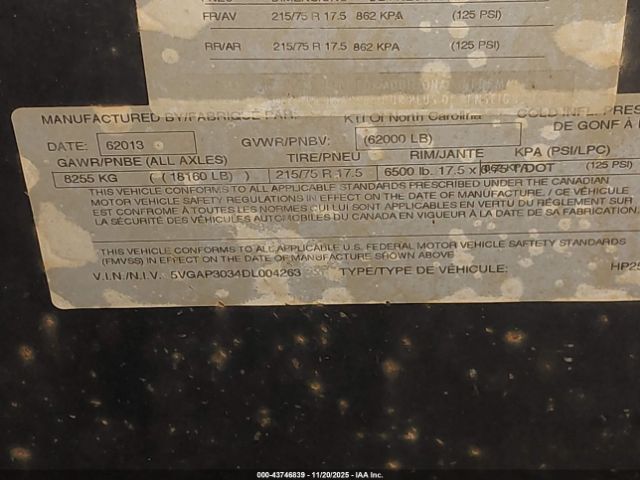 FR/AV 215/75 R 17.5 862 KPA (125 PSI)
RR/AR 215/75 R 17.5 862 KPA (125 PSI)
MANUFACTURED BY/FABRIQUE PAR: KTI Of North Carolina COLD INFL. PRES
DE GONF A
DATE: 62013 GVWR/PNBV: (62000 LB)
GAWR/PNBE (ALL AXLES) TIRE/PNEU RIM/JANTE KPA (PSI/LPC)
8255 KG ( (18160 LB) ) 215/75 R 17.5 6500 lb. 17.5 x DOT (125 PSI)
THIS VEHICLE CONFORMS TO ALL APPLICABLE STANDARDS PRESCRIBED UNDER THE CANADIAN
MOTOR VEHICLE SAFETY REGULATIONS IN EFFECT ON THE DATE OF MANUFACTURE. / CE VÉHICULE
EST CONFROME À TOUTES LES NORMES QUI LUI SONT APPLICABLES EN VERTU DU RÈGLEMENT SUR
LA SÉCURITÉ DES VÉHICULES AUTOMOBILES DU CANADA EN VIGUEUR À LA DATE DE SA FABRICATION.
THIS VEHICLE CONFORMS TO ALL APPLICABLE U.S. FEDERAL MOTOR VEHICLE SAFTETY STANDARDS
(FMVSS) IN EFFECT ON THE DATE OF MANUFACTURE SHOWN ABOVE
V.I.N./N.I.V. 5VGAP3034DL004263 TYPE/TYPE DE VÉHICULE: HP25
000-43746839 - 11/20/2025 - IAA Inc.